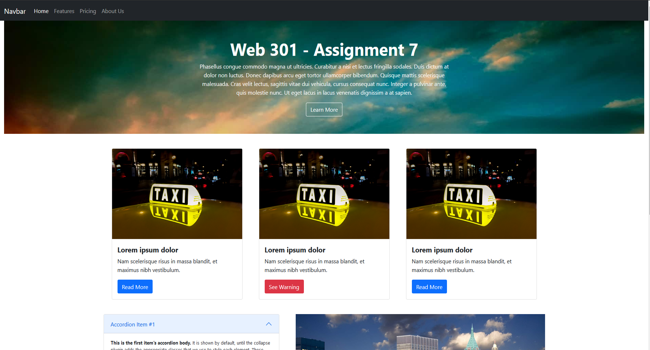 Navbar Home Features Pricing About Us
Web 301 - Assignment 7
Phasellus congue commodo magna ut ultricies. Curabitur a nisi et lectus fringilla sodales. Duis dictum at
dolor non luctus. Donec dapibus arcu eget tortor ullamcorper bibendum. Quisque mattis scelerisque
malesuada. Cras velit lectus, sagittis vitae dui vehicula, cursus consequat nunc. Integer a pulvinar ante,
quis molestie nunc. Ut eget lacus in lacus venenatis dignissim a at sapien.
Learn More
TAXI
TAXI
TAXI
Lorem ipsum dolor
Nam scelerisque risus in massa blandit, et
maximus nibh vestibulum.
Read More
Lorem ipsum dolor
Nam scelerisque risus in massa blandit, et
maximus nibh vestibulum.
See Warning
Lorem ipsum dolor
Nam scelerisque risus in massa blandit, et
maximus nibh vestibulum.
Read More
Accordion Item #1
This is the first item's accordion body. It is shown by default, until the collapse